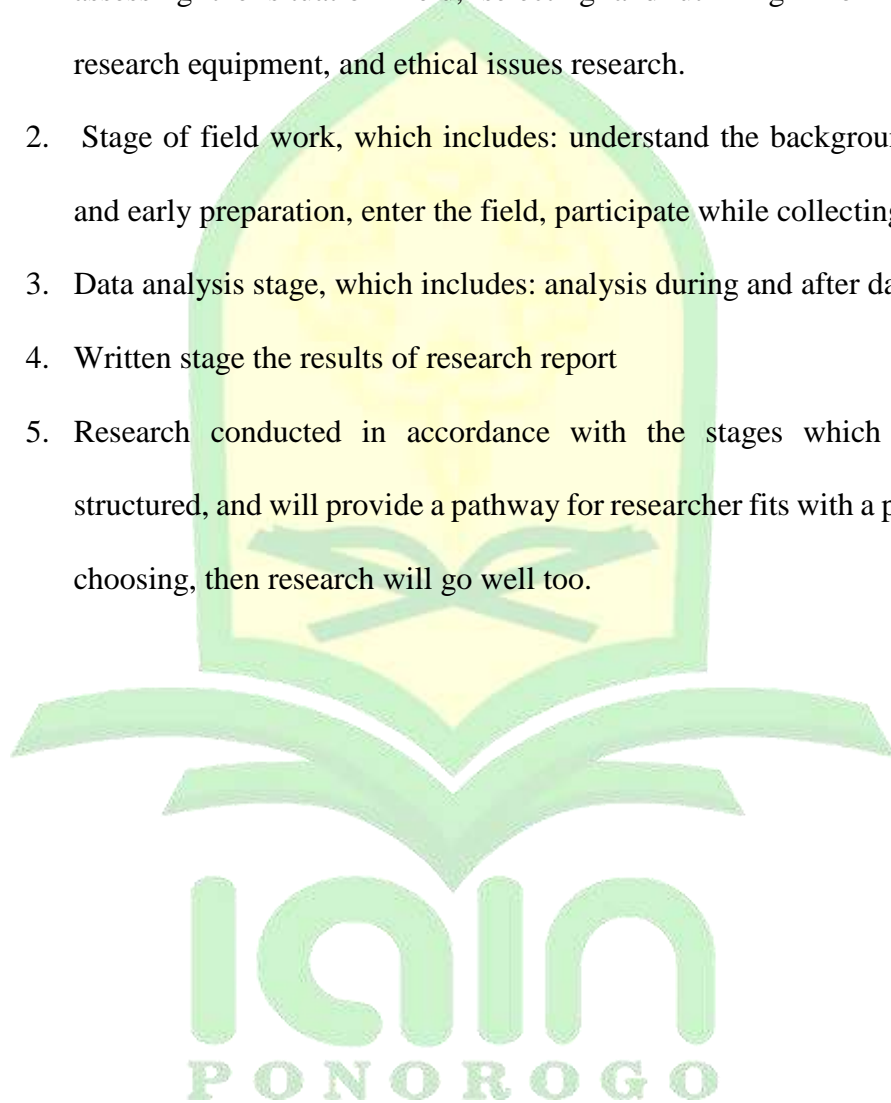 research equipment, and ethical issues research.
2. Stage of field work, which includes: understand the
and early preparation, enter the field, participate while
3. Data analysis stage, which includes: analysis during and after
4. Written stage the results of research report
5. Research conducted in accordance with the stages which
structured, and will provide a pathway for researcher fits with a
choosing, then research will go well too.
IAIN
PONOROGO